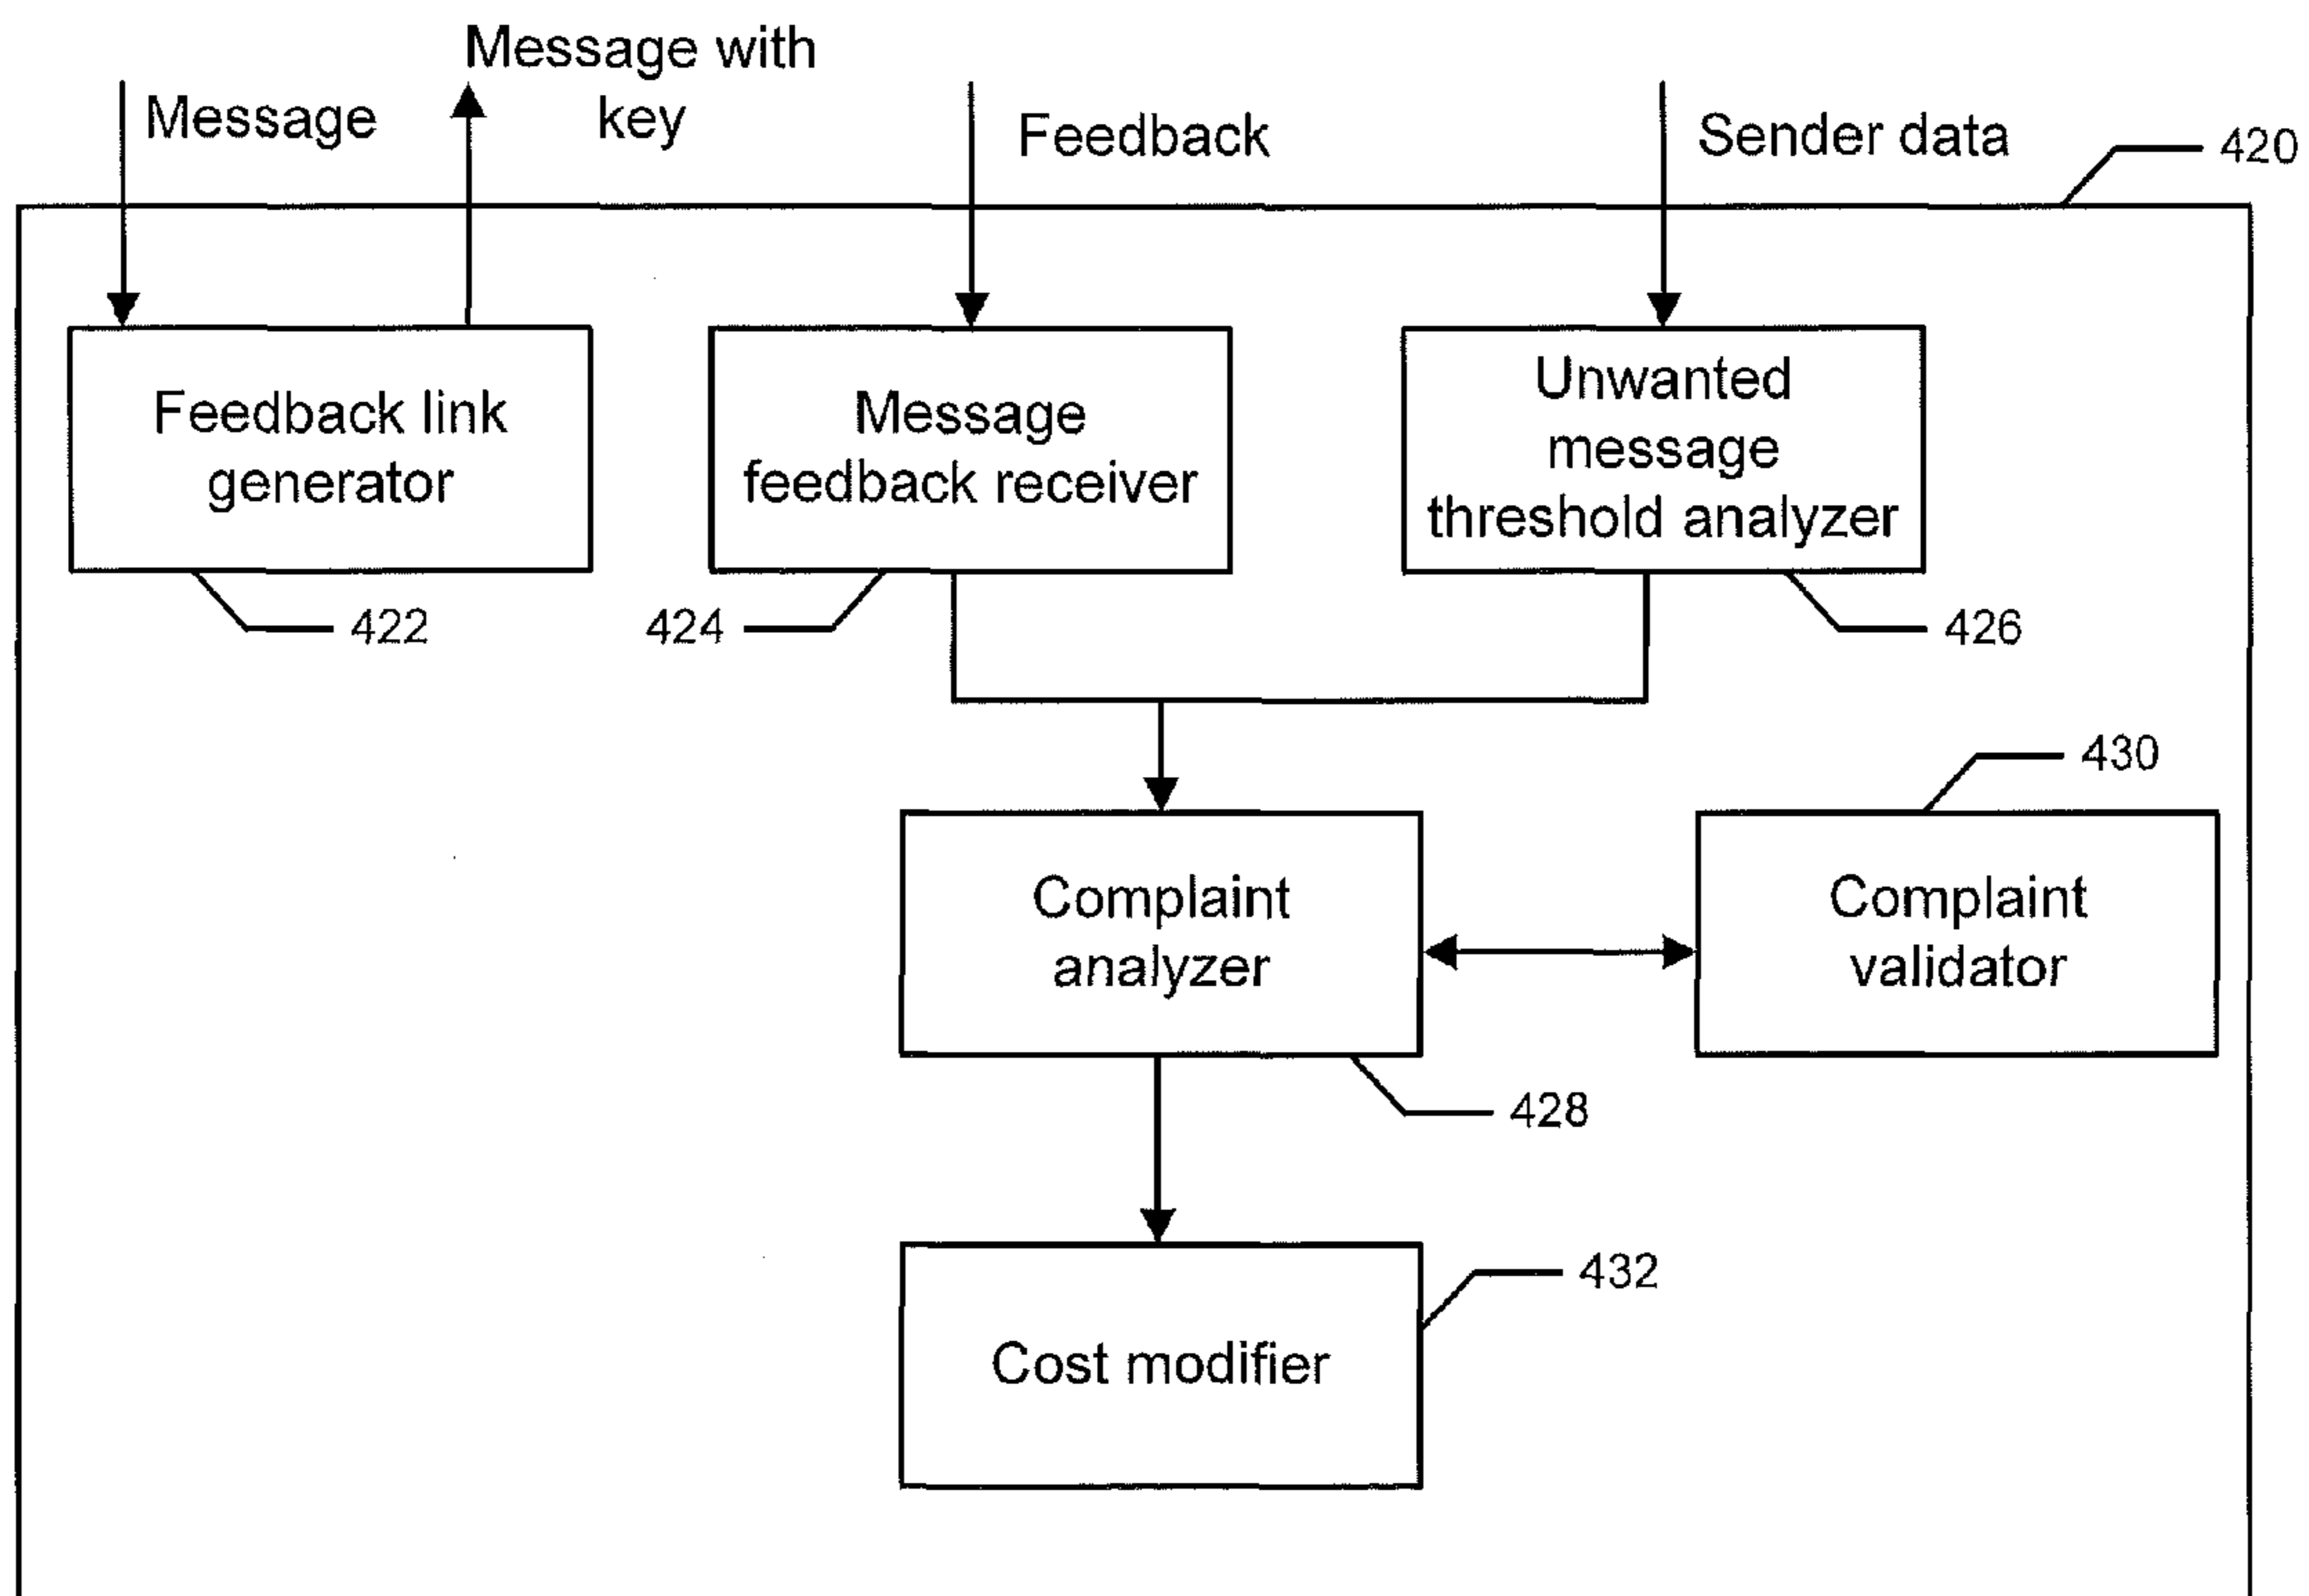 Message with
key
Message
Feedback
Sender data
420
Feedback link
generator
Message
feedback receiver
Unwanted
message
threshold analyzer
422
424
426
430
Complaint
analyzer
Complaint
validator
428
432
Cost modifier